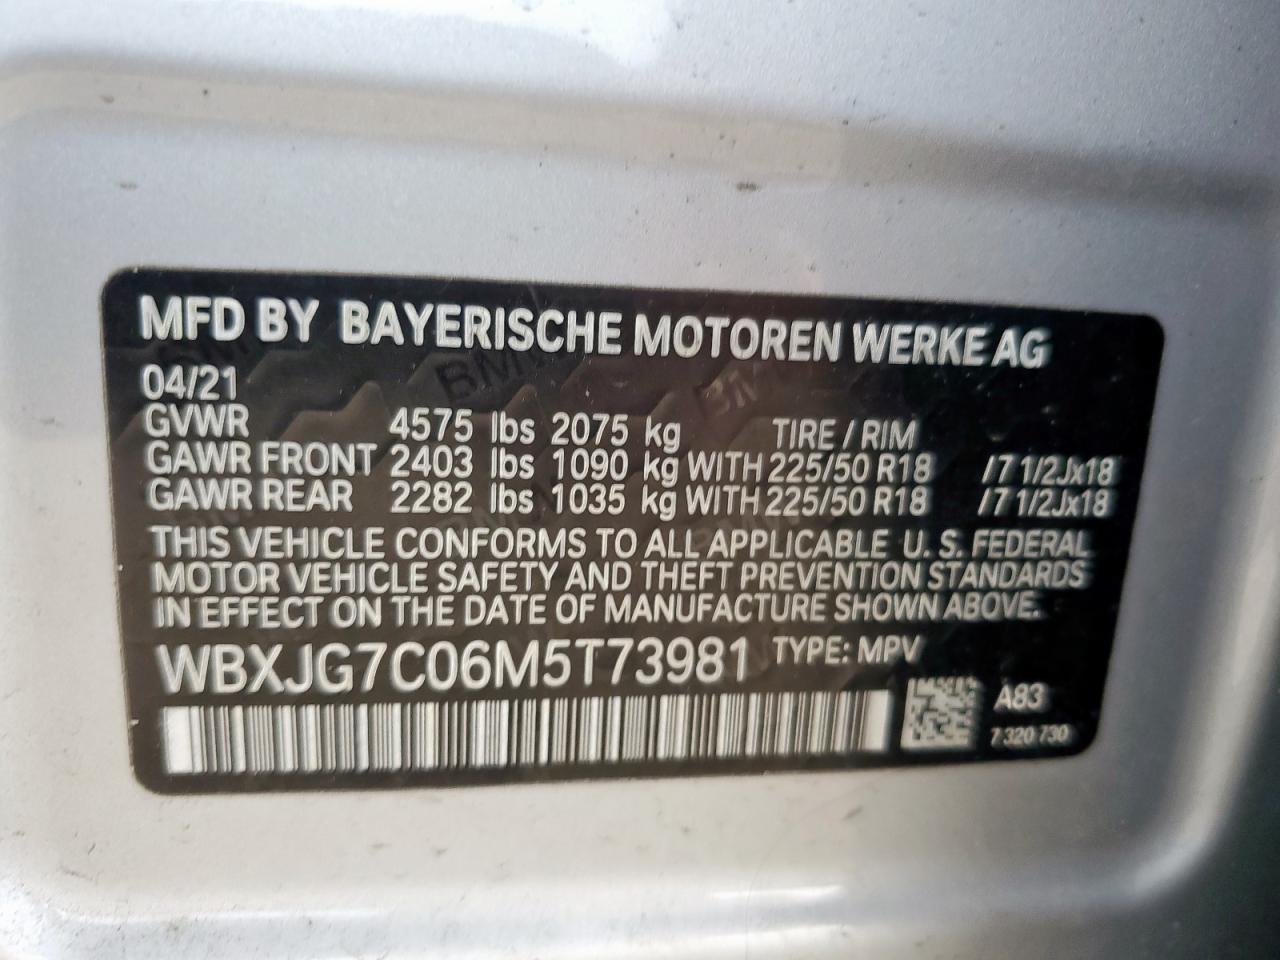 MFD BY BAYERISCHE MOTOREN WERKE AG
04/21
GVWR 4575 lbs 2075 kg TIRE / RIM
GAWR FRONT 2403 lbs 1090 kg WITH 225/50 R18 /7 1/2Jx18
GAWR REAR 2282 lbs 1035 kg WITH 225/50 R18 /7 1/2Jx18
THIS VEHICLE CONFORMS TO ALL APPLICABLE U. S. FEDERAL
MOTOR VEHICLE SAFETY AND THEFT PREVENTION STANDARDS
IN EFFECT ON THE DATE OF MANUFACTURE SHOWN ABOVE.
WBXJG7C06M5T73981 TYPE: MPV
A83
7 320 730